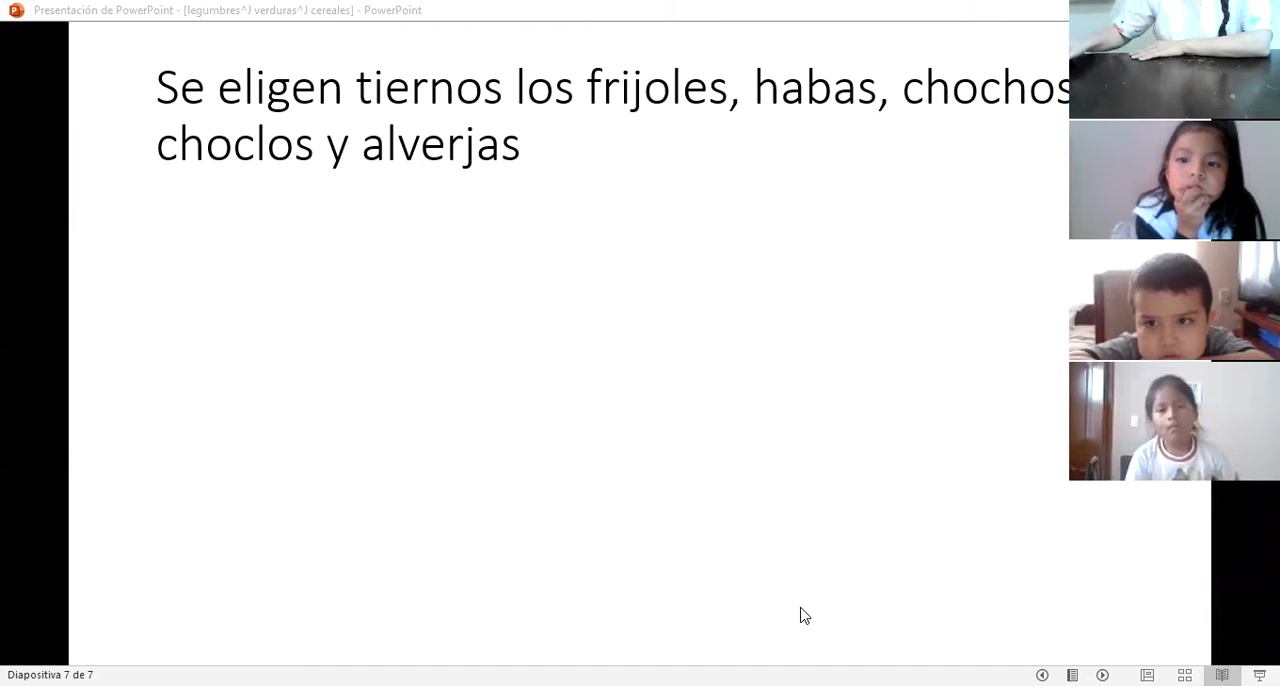 Presentación de PowerPoint - [legumbres^J verduras^J cereales] - PowerPoint
Se eligen tiernos los frijoles, habas, chochos
choclos y alverjas
Diapositiva 7 de 7